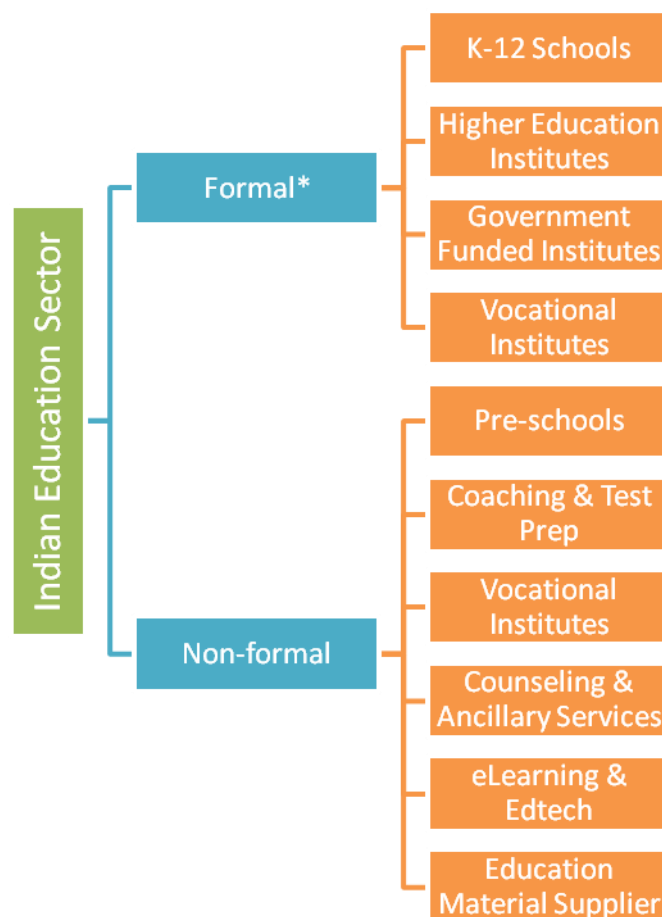 Indian Education Sector
Formal*
K-12 Schools
Higher Education
Institutes
Government
Funded Institutes
Vocational
Institutes
Non-formal
Pre-schools
Coaching & Test
Prep
Vocational
Institutes
Counseling &
Ancillary Services
eLearning &
Edtech
Education
Material Supplier